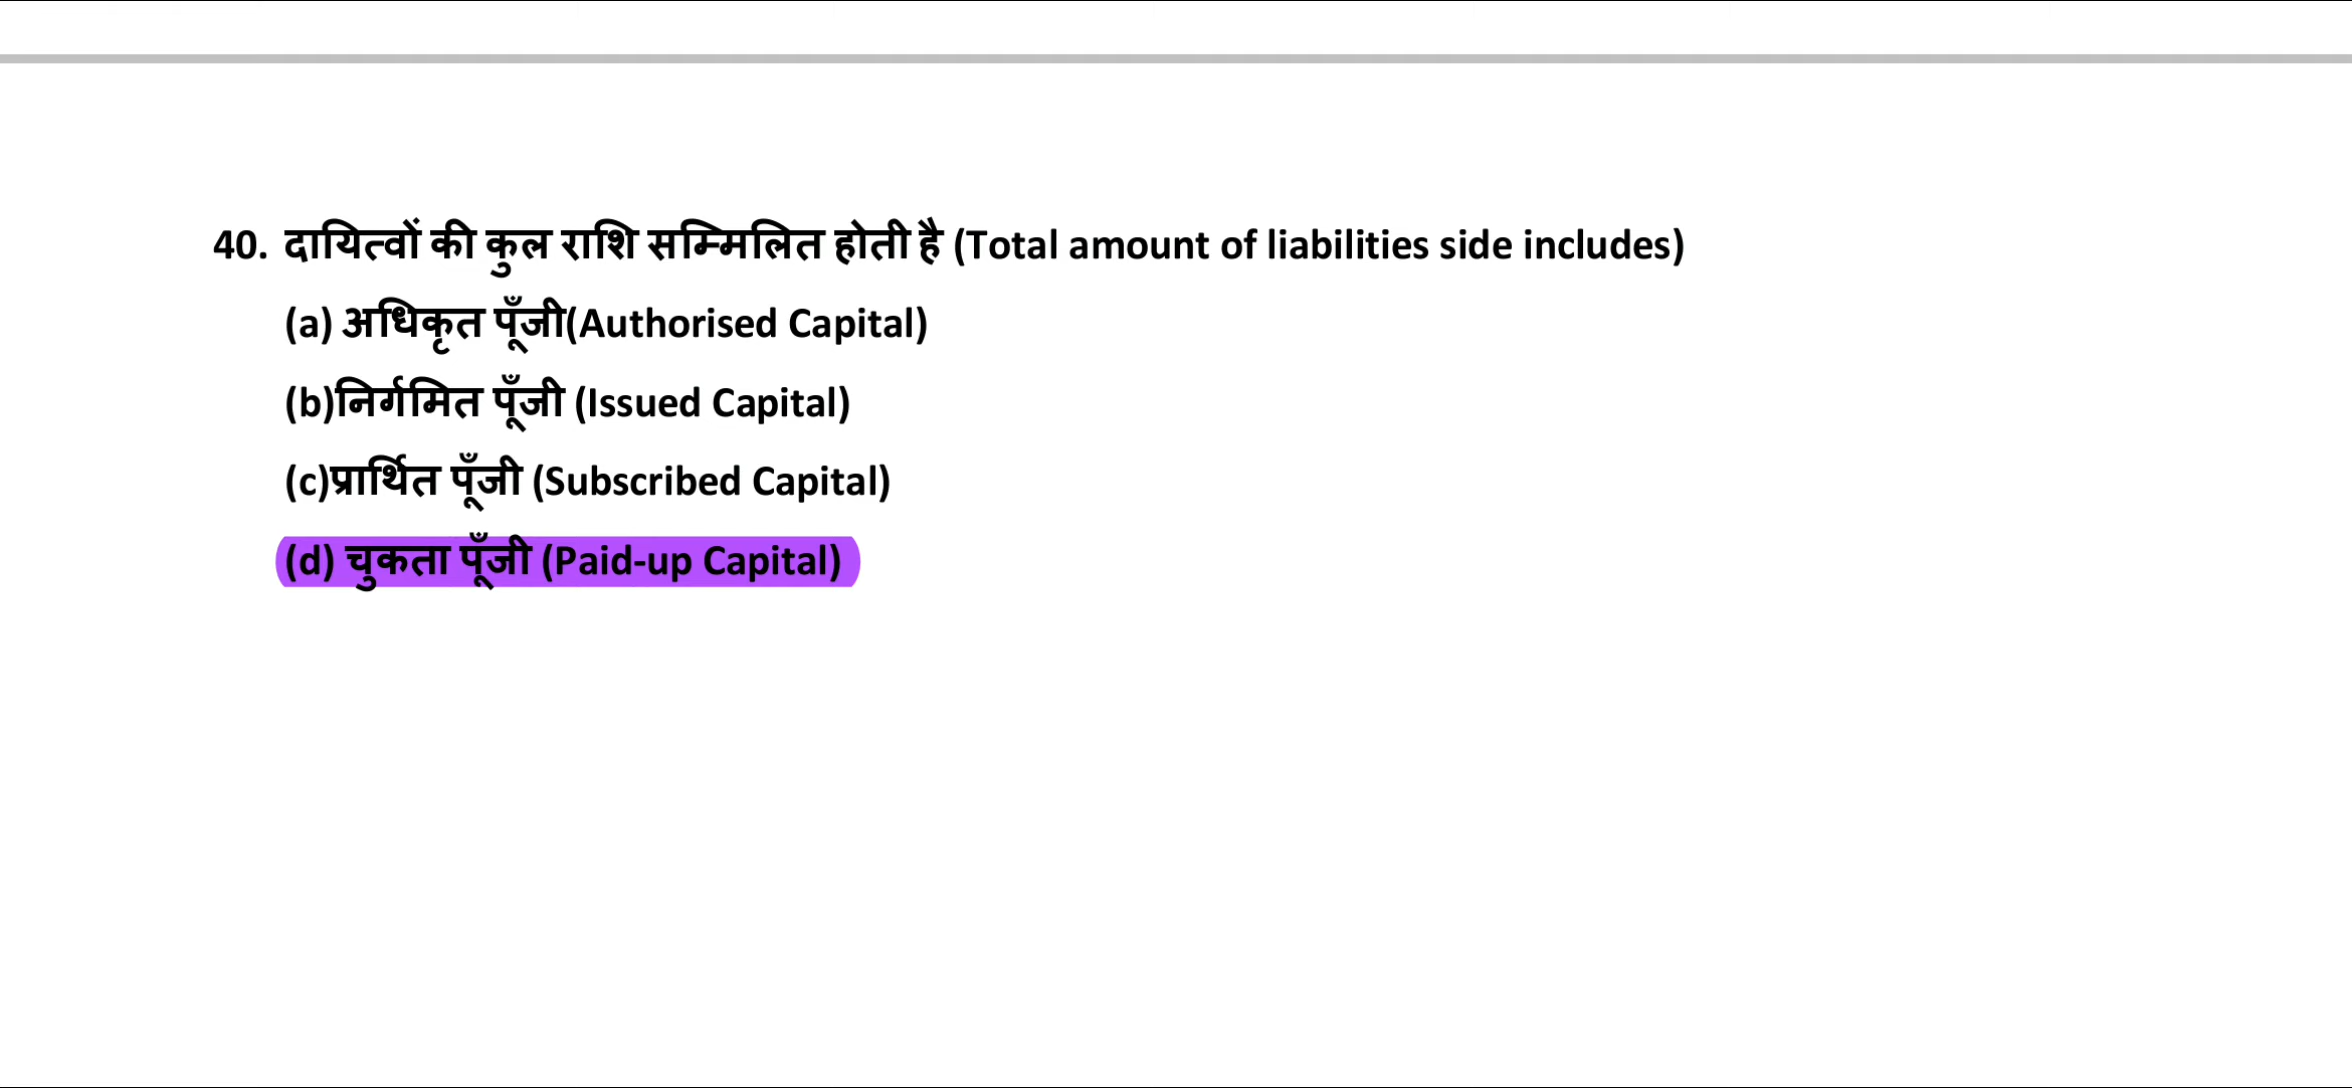 40. दायित्वों की कुल राशि सम्मिलित होती है (Total amount of liabilities side includes)
(a) अधिकृत पूँजी(Authorised Capital)
(b)निर्गमित पूँजी (Issued Capital)
(c)प्रार्थित पूँजी (Subscribed Capital)
(d) चुकता पूँजी (Paid-up Capital)